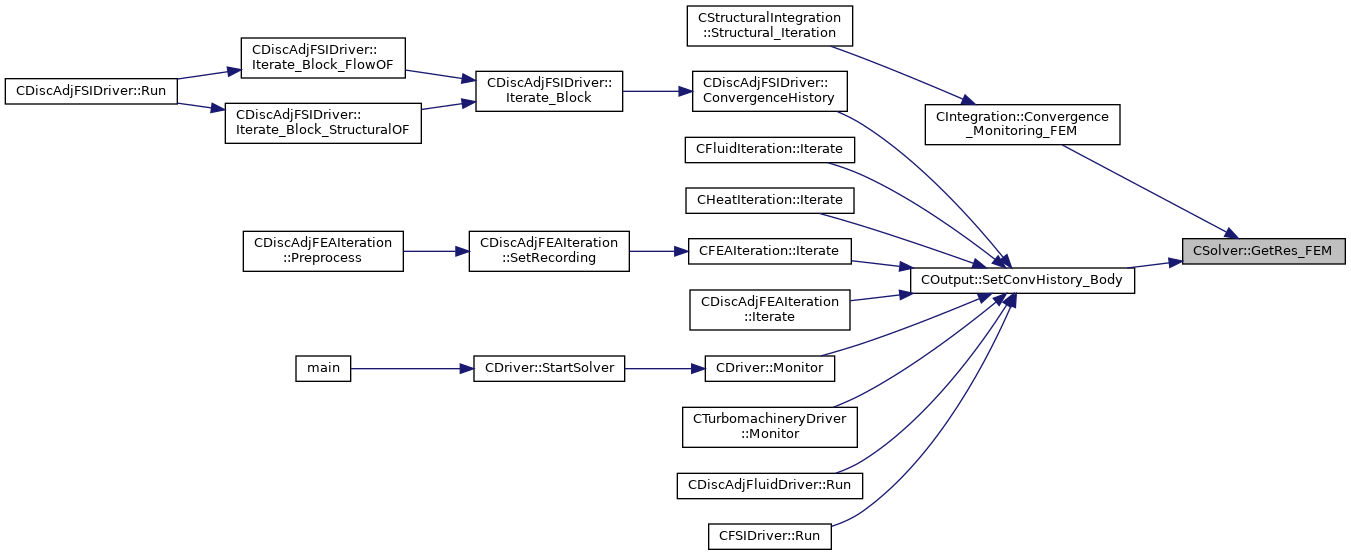 CStructuralIntegration
::Structural_Iteration
CDiscAdjFSIDriver::
Iterate_Block_FlowOF
CDiscAdjFSIDriver::Run
CDiscAdjFSIDriver::
Iterate_Block_StructuralOF
CDiscAdjFSIDriver::
Iterate_Block
CDiscAdjFSIDriver::
ConvergenceHistory
CIntegration::Convergence
_Monitoring_FEM
CFluidIteration::Iterate
CHeatIteration::Iterate
CDiscAdjFEAIteration
::Preprocess
CDiscAdjFEAIteration
::SetRecording
CFEAIteration::Iterate
CSolver::GetRes_FEM
COutput::SetConvHistory_Body
CDiscAdjFEAIteration
::Iterate
main
CDriver::StartSolver
CDriver::Monitor
CTurbomachineryDriver
::Monitor
CDiscAdjFluidDriver::Run
CFSIDriver::Run